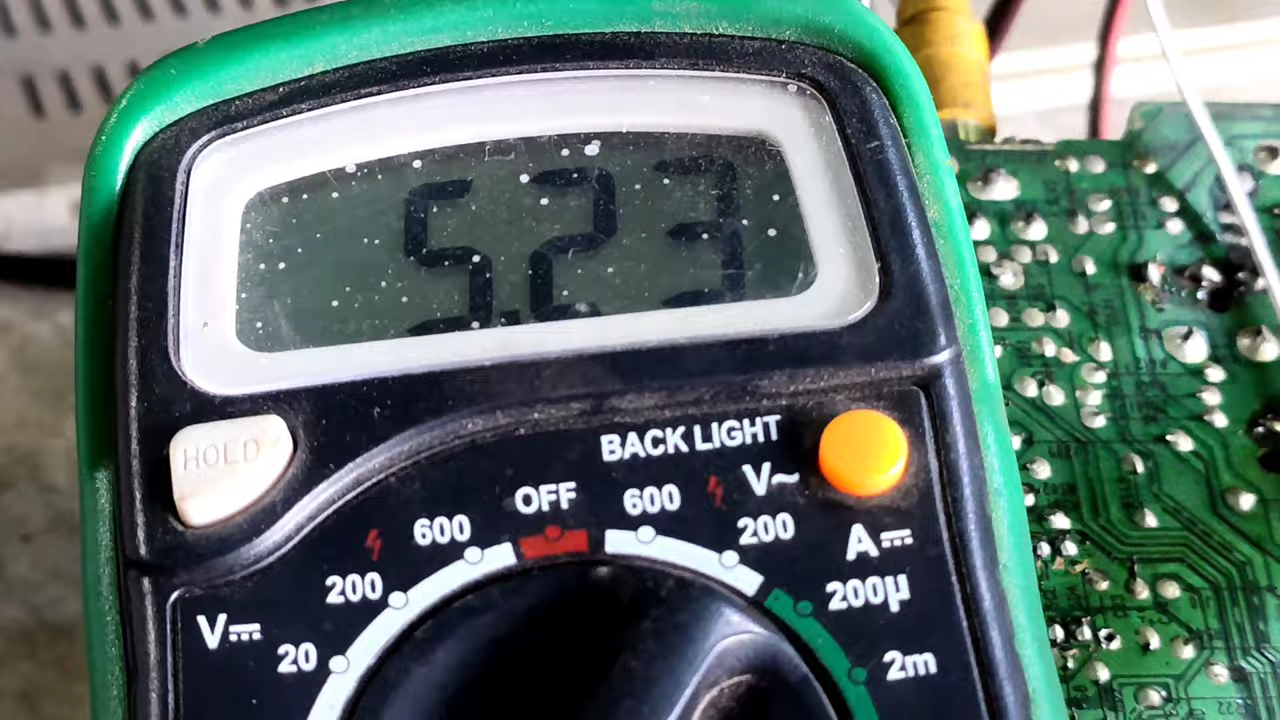 5.23
HOLD
BACK LIGHT
OFF
600
600
V~
200
200
A⎓
200µ
V⎓
20
2m